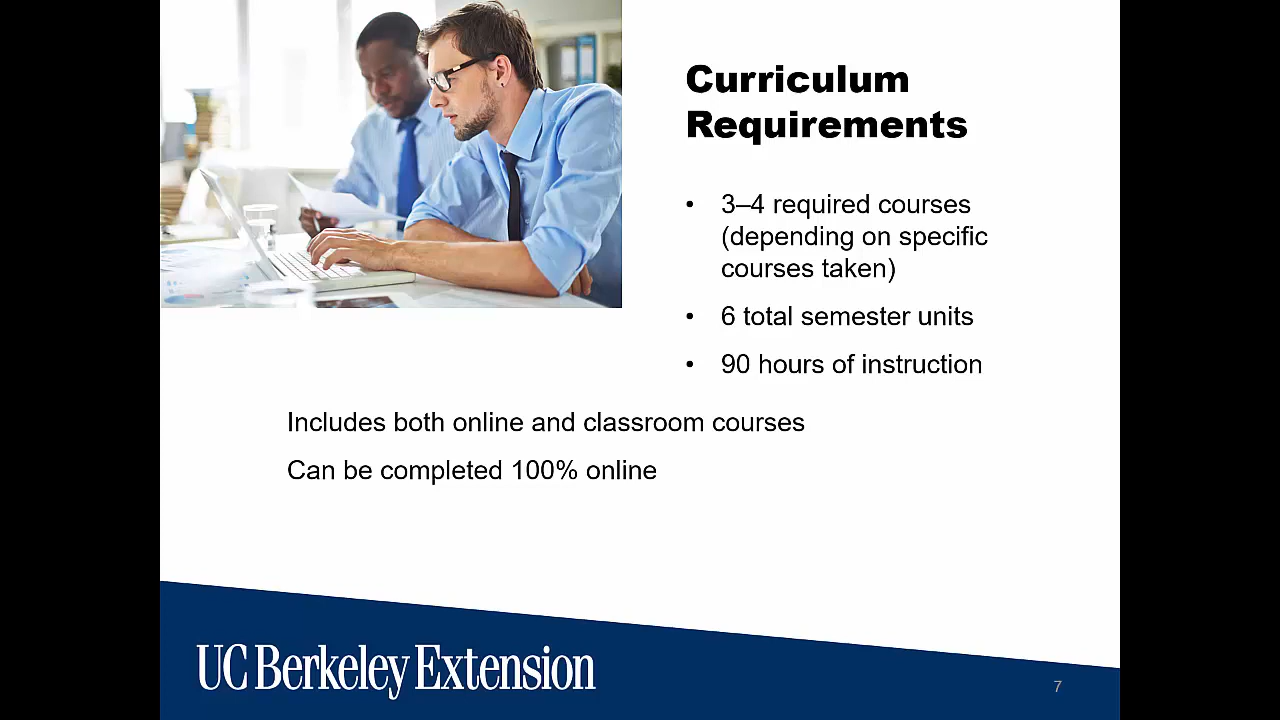 Curriculum
Requirements
• 3–4 required courses
(depending on specific
courses taken)
• 6 total semester units
• 90 hours of instruction
Includes both online and classroom courses
Can be completed 100% online
UC Berkeley Extension
7